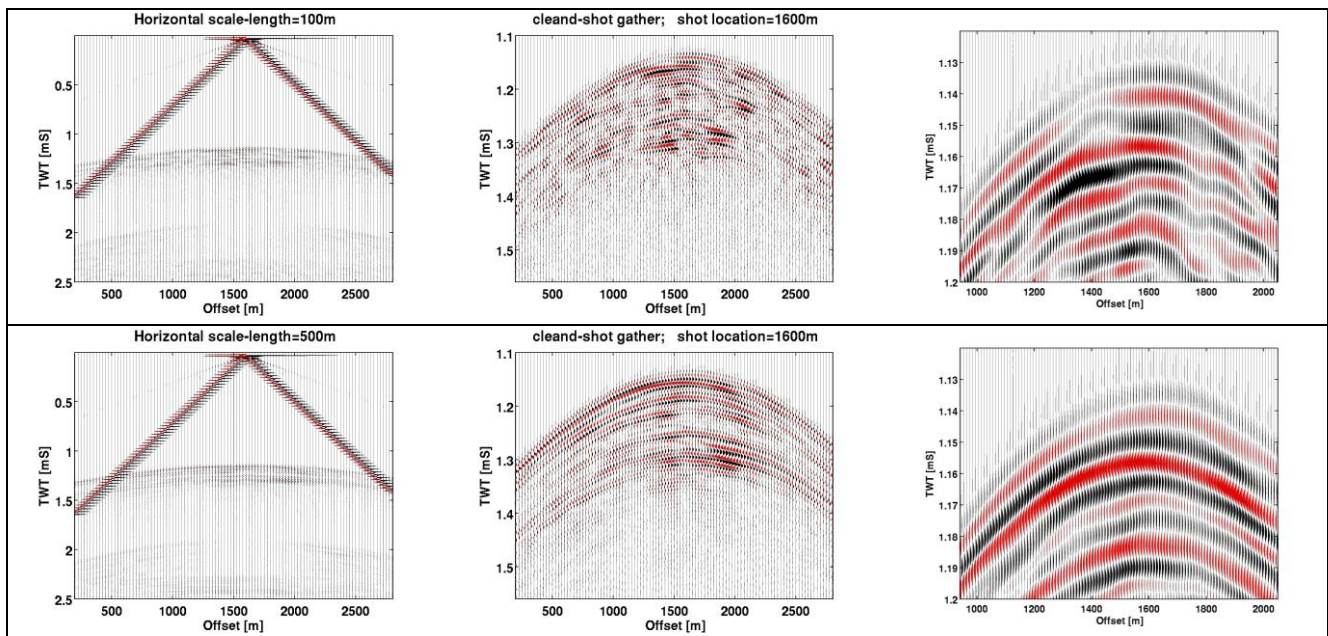 Horizontal scale-length=100m
TWT [mS]
0.5
1
1.5
2
2.5
500 1000 1500 2000 2500
Offset [m]
cleand-shot gather; shot location=1600m
TWT [mS]
1.1
1.2
1.3
1.4
1.5
500 1000 1500 2000 2500
Offset [m]
TWT [mS]
1.13
1.14
1.15
1.16
1.17
1.18
1.19
1.2
1000 1200 1400 1600 1800 2000
Offset [m]
Horizontal scale-length=500m
TWT [mS]
0.5
1
1.5
2
2.5
500 1000 1500 2000 2500
Offset [m]
cleand-shot gather; shot location=1600m
TWT [mS]
1.1
1.2
1.3
1.4
1.5
500 1000 1500 2000 2500
Offset [m]
TWT [mS]
1.13
1.14
1.15
1.16
1.17
1.18
1.19
1.2
1000 1200 1400 1600 1800 2000
Offset [m]